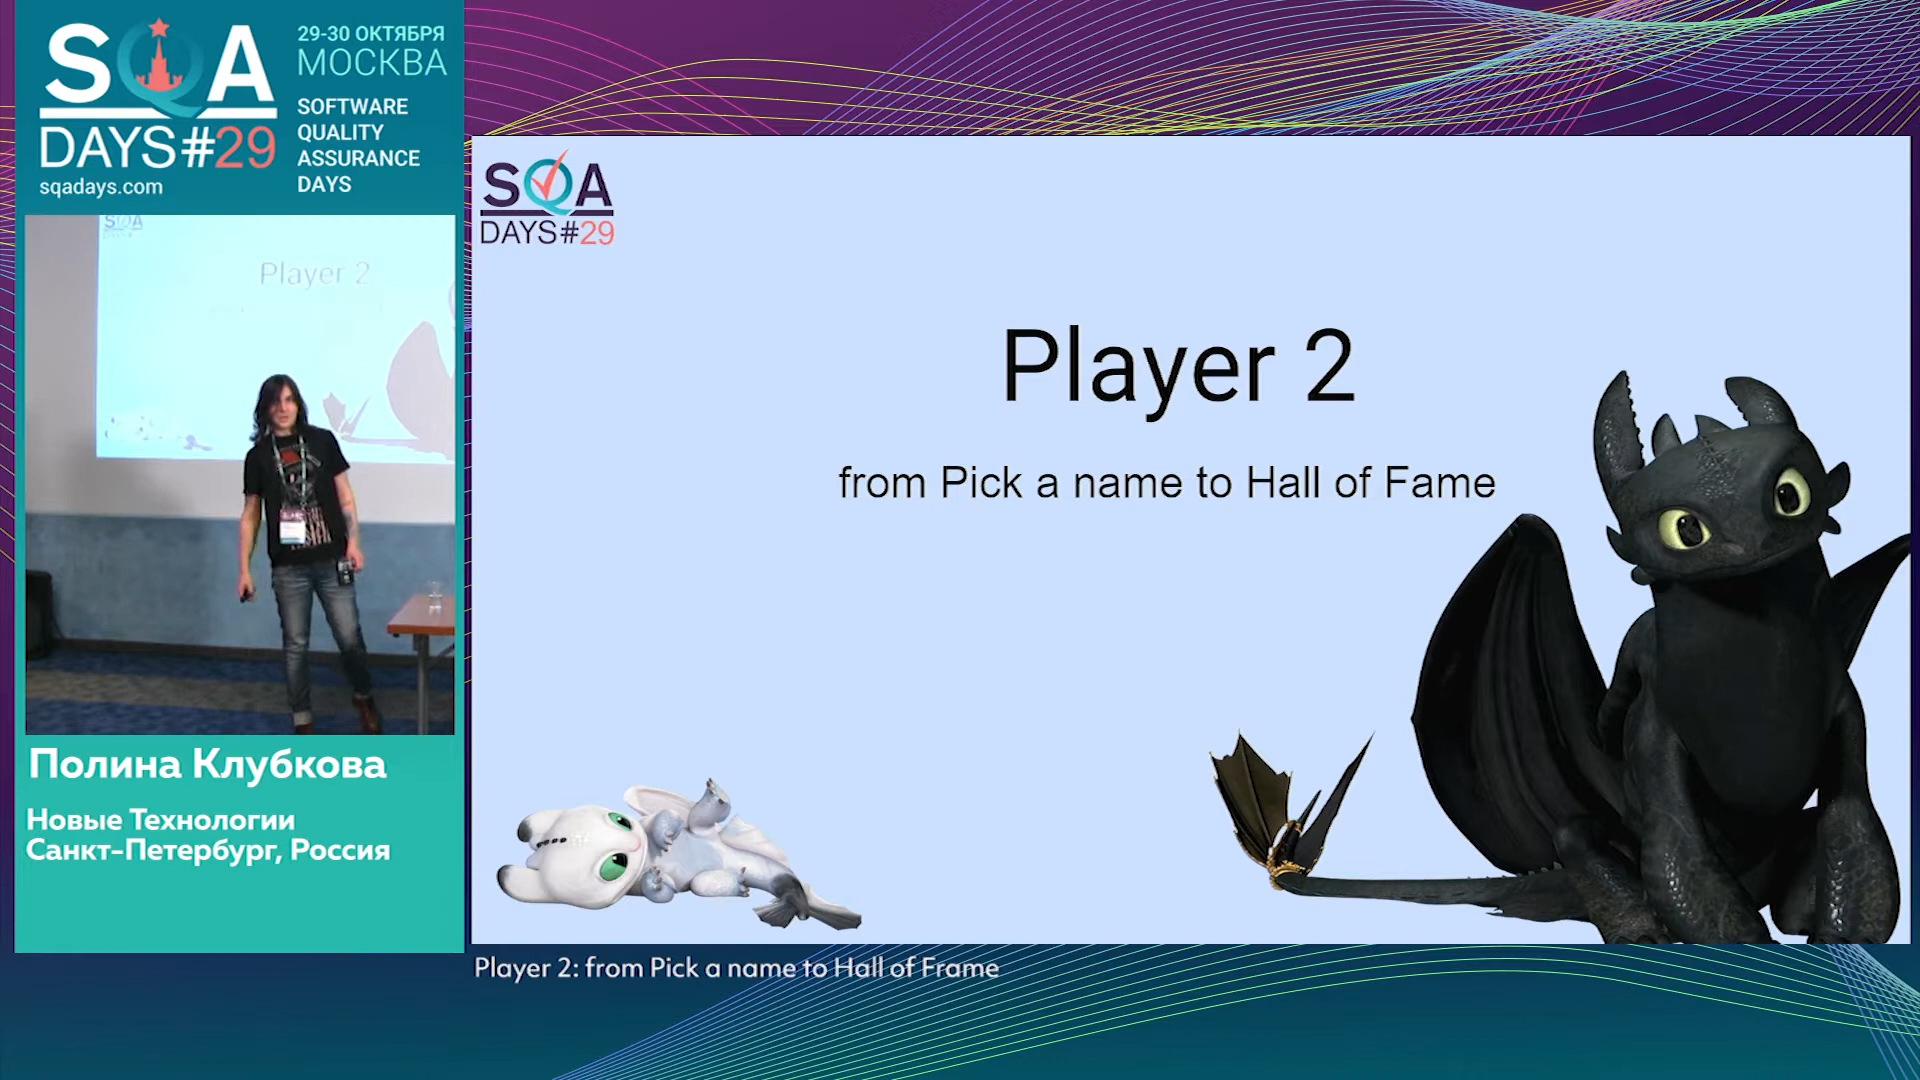 SQA
DAYS#29
sqadays.com
29-30 ОКТЯБРЯ
МОСКВА
SOFTWARE
QUALITY
ASSURANCE
DAYS
SQA
Player 2
Полина Клубкова
Новые Технологии
Санкт-Петербург, Россия
SQA
DAYS#29
Player 2
from Pick a name to Hall of Fame
Player 2: from Pick a name to Hall of Frame